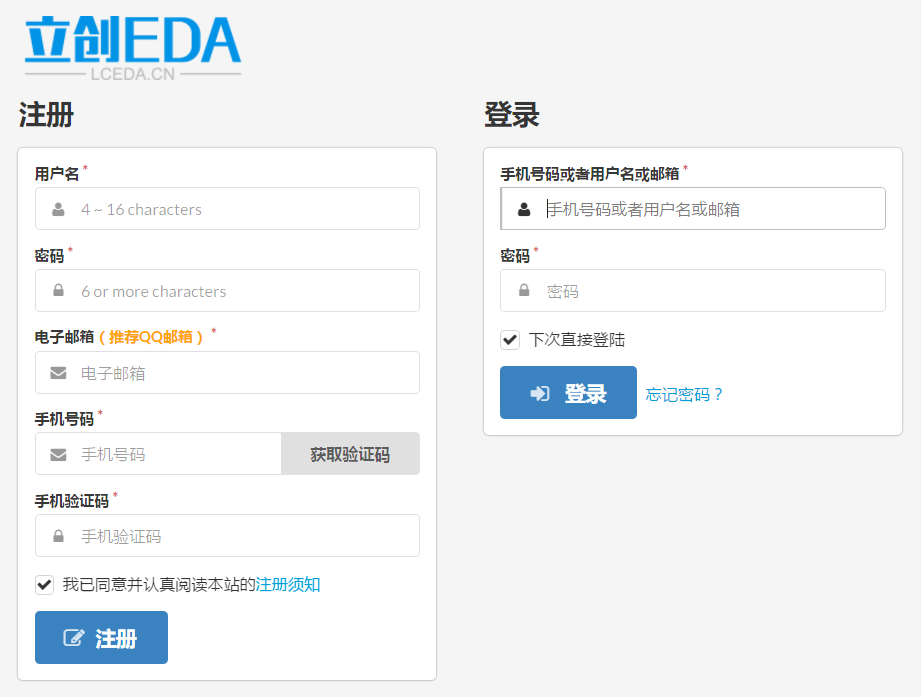 立创EDA
LCEDA.CN
注册
用户名*
4 ~ 16 characters
密码*
6 or more characters
电子邮箱（推荐QQ邮箱）*
电子邮箱
手机号码*
手机号码
获取验证码
手机验证码*
手机验证码
我已同意并认真阅读本站的注册须知
注册
登录
手机号码或者用户名或邮箱*
手机号码或者用户名或邮箱
密码*
密码
下次直接登陆
登录
忘记密码？